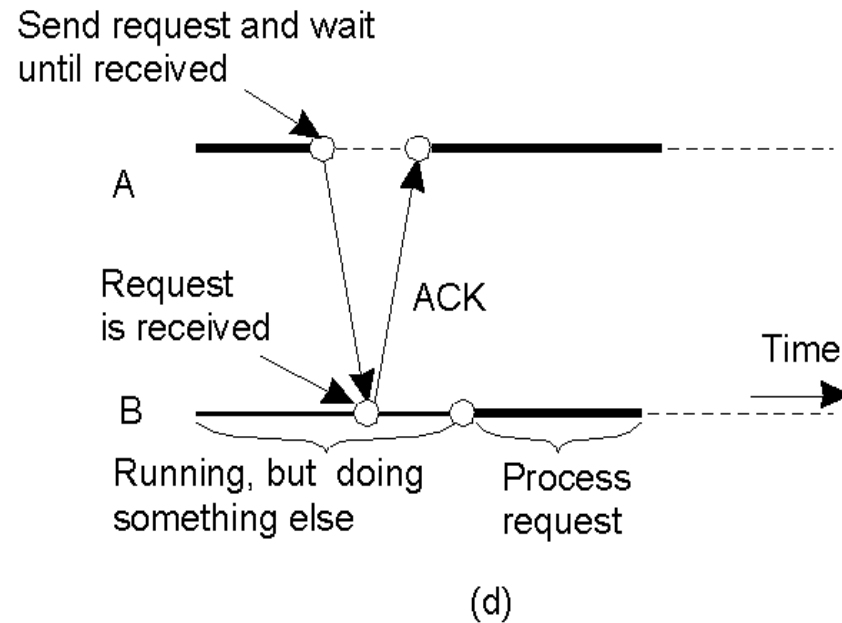 Send request and wait
until received
A
Request
is received
ACK
Time
B
Running, but doing
something else
Process
request
(d)